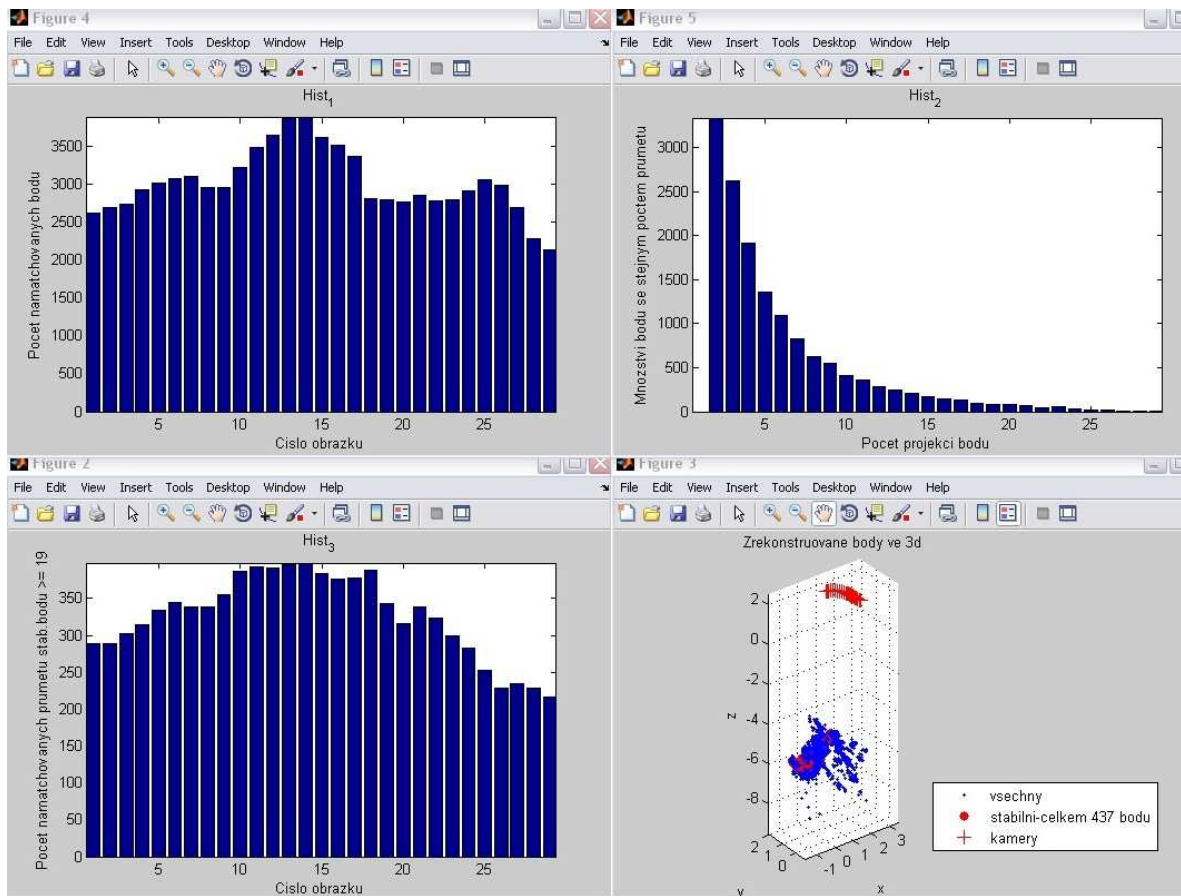 Figure 4
File Edit View Insert Tools Desktop Window Help
Hist1
Pocet namatchovanych bodu
3500
3000
2500
2000
1500
1000
500
0
5 10 15 20 25
Cislo obrazku
Figure 5
File Edit View Insert Tools Desktop Window Help
Hist2
Mnozstvi bodu se stejnym poctem prumetu
3000
2500
2000
1500
1000
500
0
5 10 15 20 25
Pocet projekci bodu
Figure 2
File Edit View Insert Tools Desktop Window Help
Hist3
Pocet namatchovanych prumetu stab.bodu >= 19
350
300
250
200
150
100
50
0
5 10 15 20 25
Cislo obrazku
Figure 3
File Edit View Insert Tools Desktop Window Help
Zrekonstruovane body ve 3d
2
0
-2
z
-4
-6
-8
2 1 0
-1 0 1 2 3
y
x
vsechny
stabilni-celkem 437 bodu
kamery